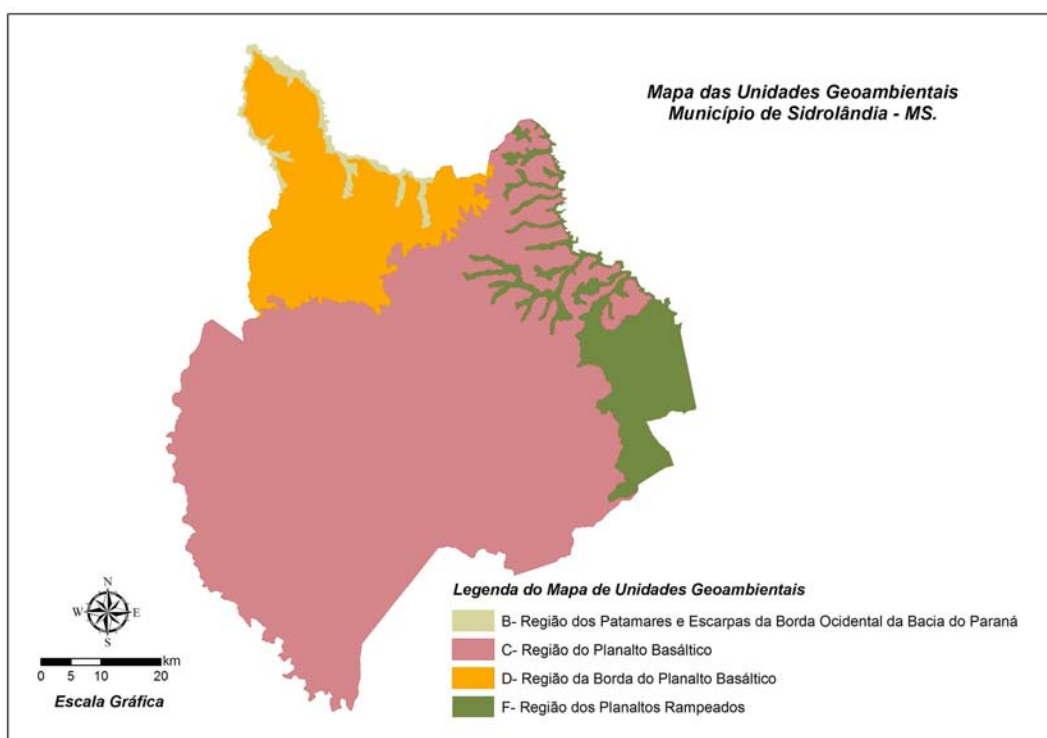 Mapa das Unidades Geoambientais
Município de Sidrolândia - MS.
Legenda do Mapa de Unidades Geoambientais
B- Região dos Patamares e Escarpas da Borda Ocidental da Bacia do Paraná
C- Região do Planalto Basáltico
D- Região da Borda do Planalto Basáltico
F- Região dos Planaltos Rampeados
N
W E
S
km
0 5 10 20
Escala Gráfica